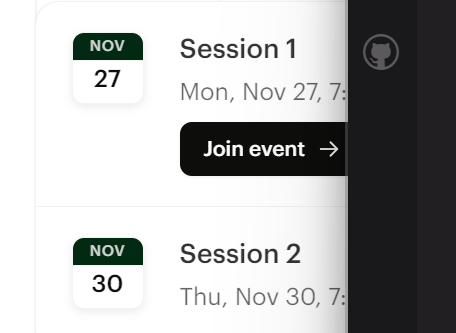 NOV
27
Session 1
Mon, Nov 27, 7:
Join event →
NOV
30
Session 2
Thu, Nov 30, 7: